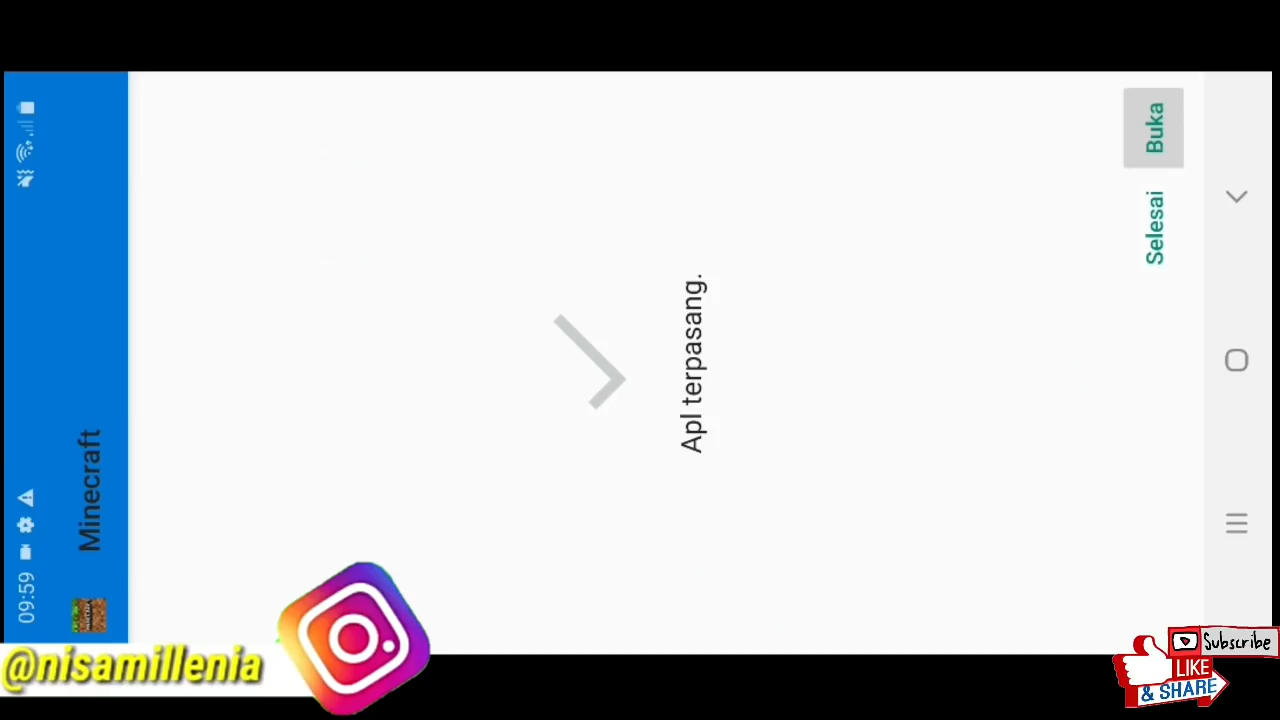 09:59
Minecraft
Apl terpasang.
Selesai
Buka
@nisamillenia
Subscribe
LIKE
& SHARE